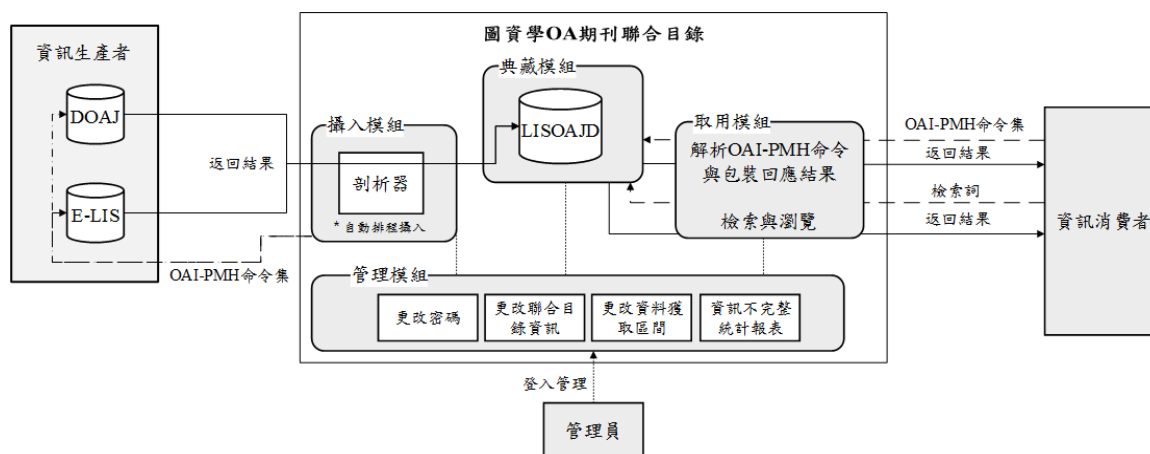 圖資學OA期刊聯合目錄
資訊生產者
DOAJ
E-LIS
返回結果
OAI-PMH命令集
攝入模組
剖析器
* 自動排程攝入
典藏模組
LISOAJD
取用模組
解析OAI-PMH命令
與包裝回應結果
檢索與瀏覽
OAI-PMH命令集
返回結果
檢索詞
返回結果
資訊消費者
管理模組
更改密碼
更改聯合目
錄資訊
更改資料獲
取區間
資訊不完整
統計報表
登入管理
管理員